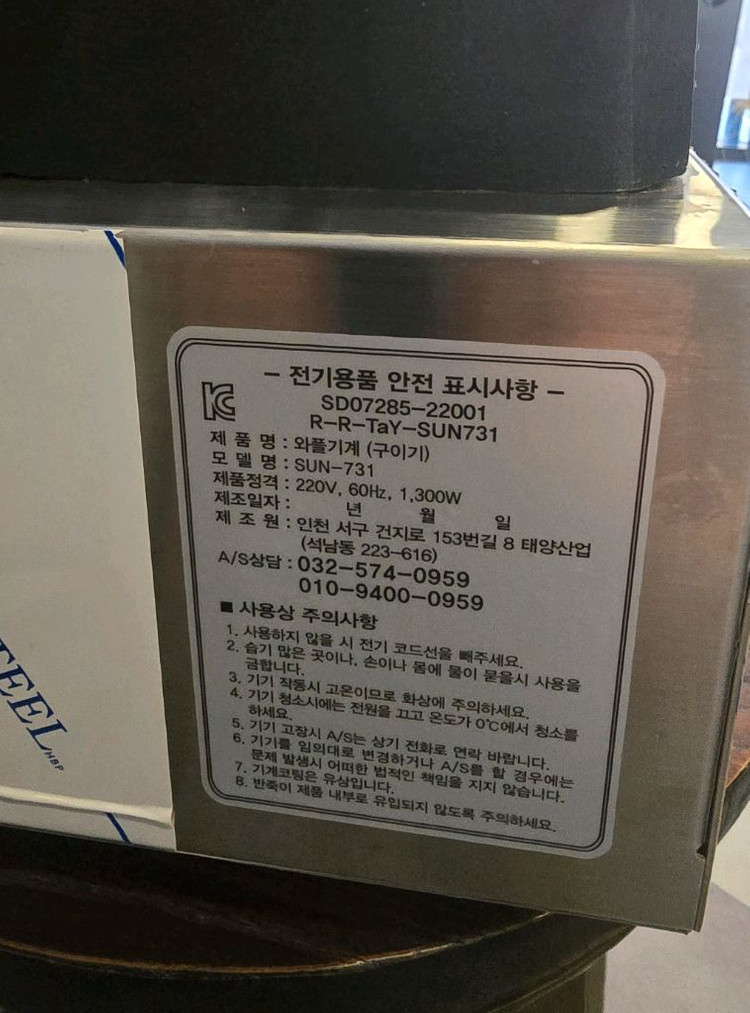 - 전기용품 안전 표시사항 -
KC
SD07285-22001
R-R-TaY-SUN731
제 품 명 : 와플기계 (구이기)
모 델 명 : SUN-731
제품정격 : 220V, 60Hz, 1,300W
제조일자 : 년 월 일
제 조 원 : 인천 서구 건지로 153번길 8 태양산업
(석남동 223-616)
A/S상담 : 032-574-0959
010-9400-0959
■ 사용상 주의사항
1. 사용하지 않을 시 전기 코드선을 빼주세요.
2. 습기 많은 곳이나, 손이나 몸에 물이 묻을시 사용을
금합니다.
3. 기기 작동시 고온이므로 화상에 주의하세요.
4. 기기 청소시에는 전원을 끄고 온도가 0℃에서 청소를
하세요.
5. 기기 고장시 A/S는 상기 전화로 연락 바랍니다.
6. 기기를 임의대로 변경하거나 A/S를 할 경우에는
문제 발생시 어떠한 법적인 책임을 지지 않습니다.
7. 기계코팅은 유상입니다.
8. 반죽이 제품 내부로 유입되지 않도록 주의하세요.
TEEL
HBP